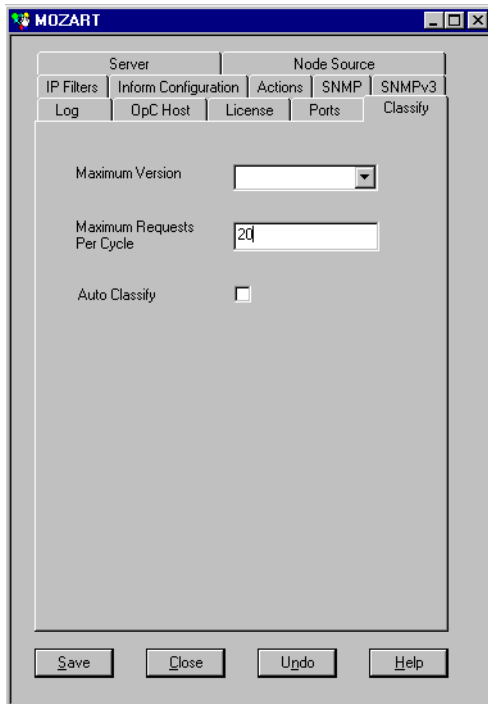 MOZART
Server Node Source
IP Filters Inform Configuration Actions SNMP SNMPv3
Log OpC Host License Ports Classify
Maximum Version
Maximum Requests
Per Cycle
20
Auto Classify
Save Close Undo Help